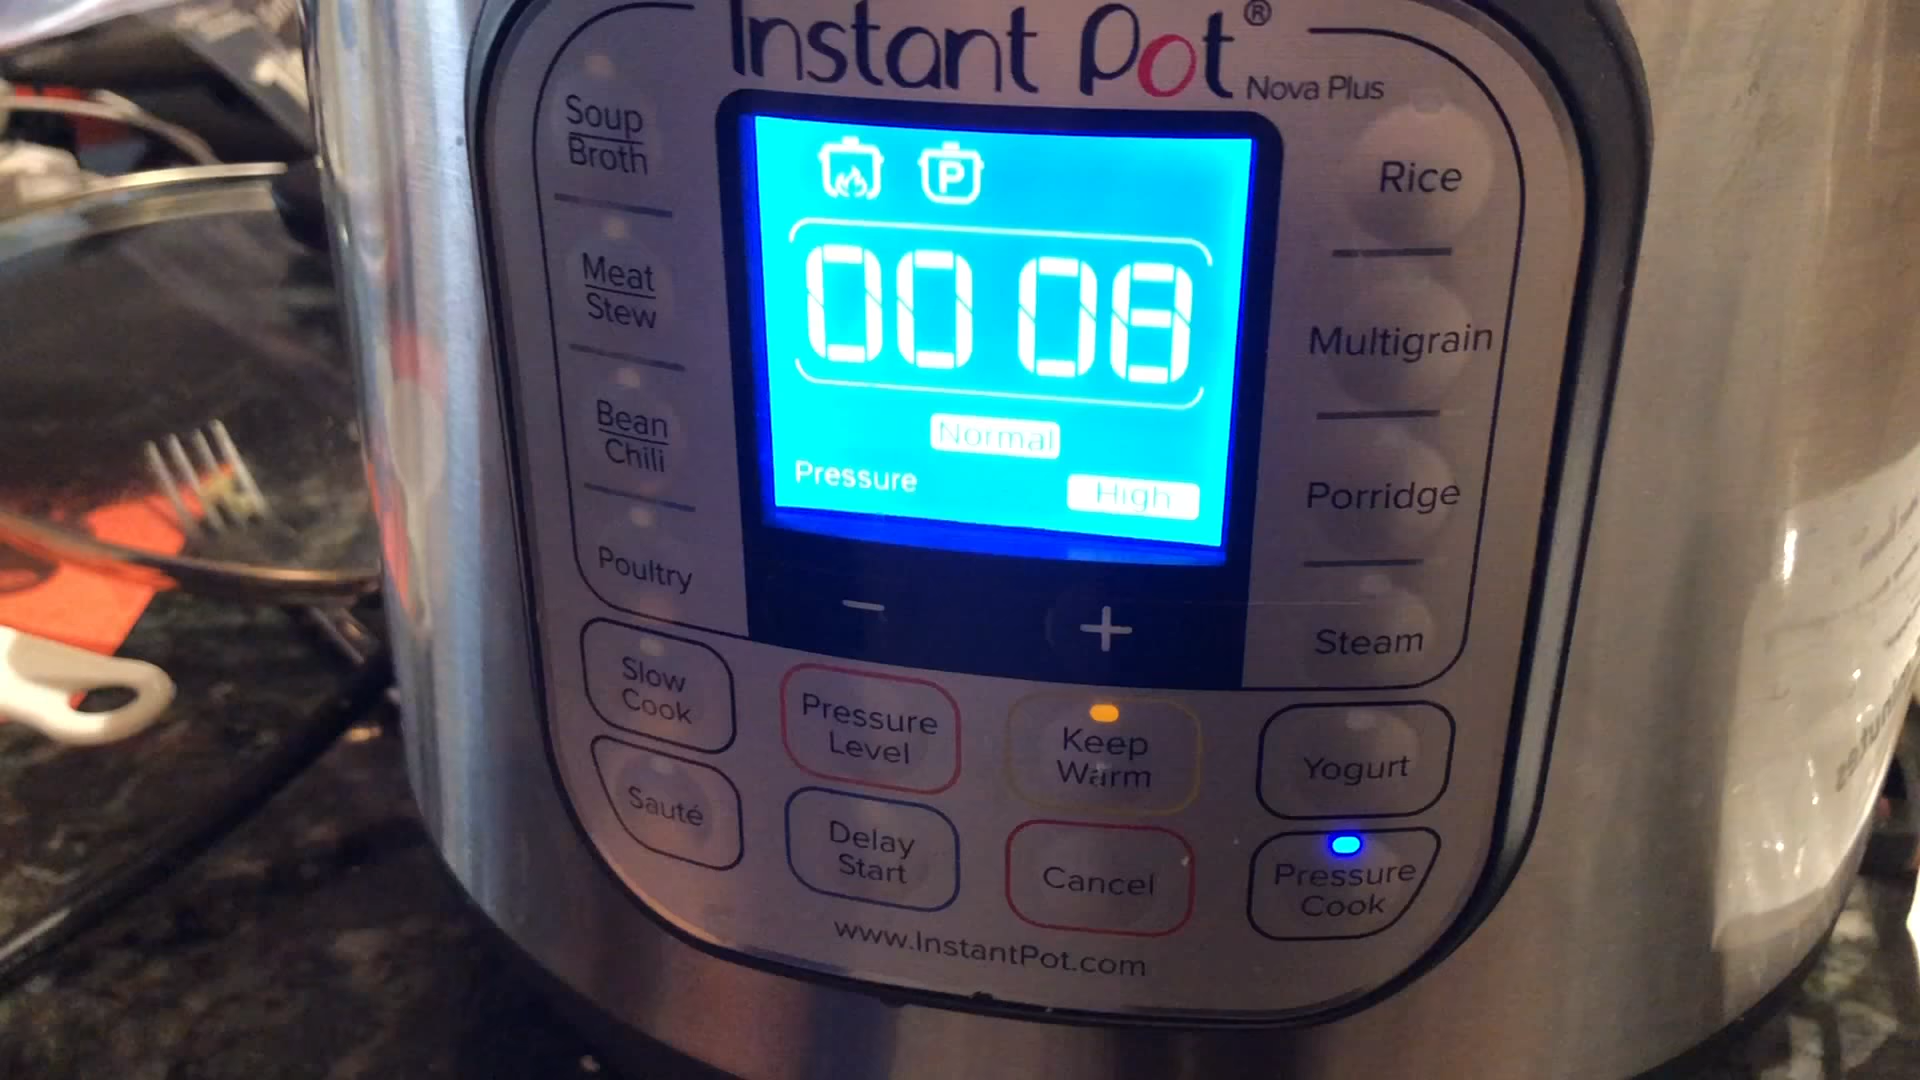 Instant Pot®
Nova Plus
Soup
Broth
Meat
Stew
Bean
Chili
Poultry
P
00 08
Normal
Pressure High
− +
Rice
Multigrain
Porridge
Steam
Slow
Cook
Pressure
Level
Keep
Warm
Yogurt
Sauté
Delay
Start
Cancel
Pressure
Cook
www.InstantPot.com